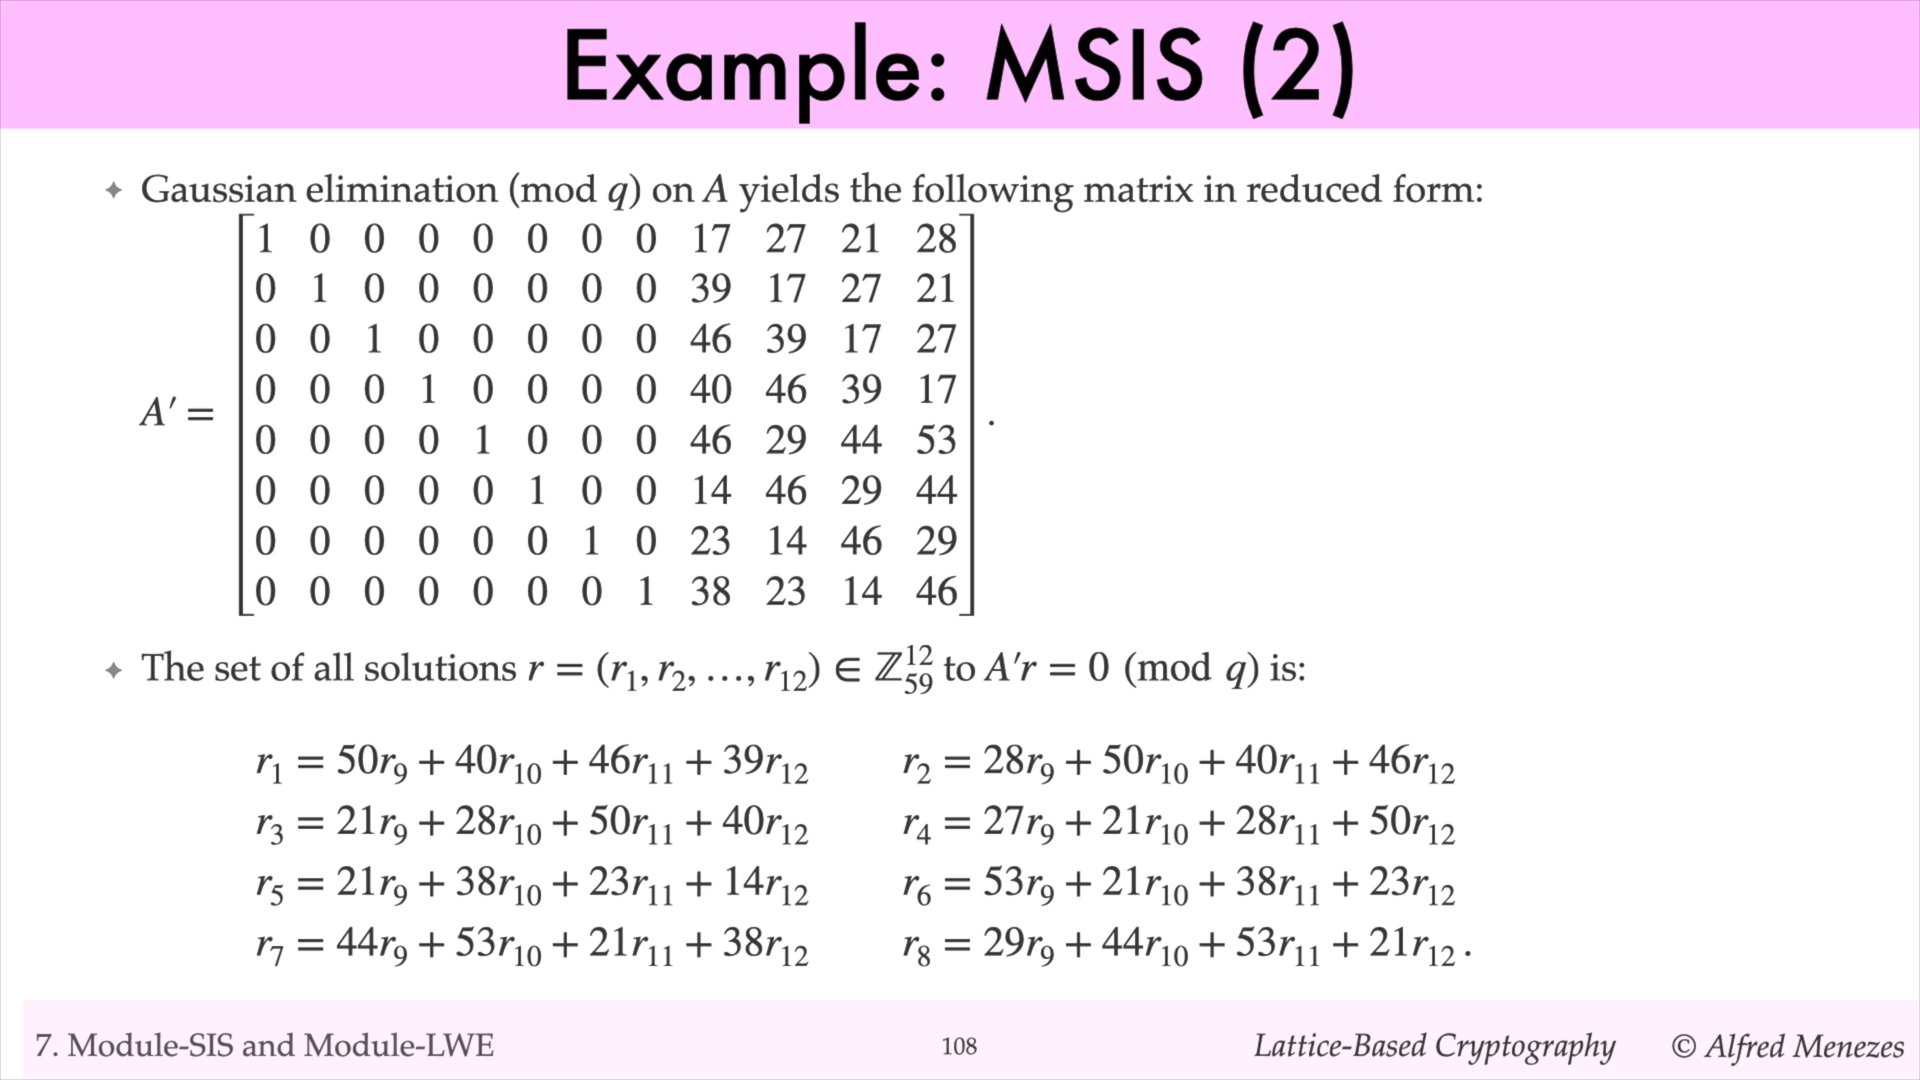 Example: MSIS (2)
✦ Gaussian elimination (mod q) on A yields the following matrix in reduced form:
1 0 0 0 0 0 0 0 17 27 21 28
0 1 0 0 0 0 0 0 39 17 27 21
0 0 1 0 0 0 0 0 46 39 17 27
0 0 0 1 0 0 0 0 40 46 39 17
A′ =
0 0 0 0 1 0 0 0 46 29 44 53
0 0 0 0 0 1 0 0 14 46 29 44
0 0 0 0 0 0 1 0 23 14 46 29
0 0 0 0 0 0 0 1 38 23 14 46
.
✦ The set of all solutions r = (r₁, r₂, …, r₁₂) ∈ ℤ₅₉¹² to A′r = 0 (mod q) is:
r₁ = 50r₉ + 40r₁₀ + 46r₁₁ + 39r₁₂ r₂ = 28r₉ + 50r₁₀ + 40r₁₁ + 46r₁₂
r₃ = 21r₉ + 28r₁₀ + 50r₁₁ + 40r₁₂ r₄ = 27r₉ + 21r₁₀ + 28r₁₁ + 50r₁₂
r₅ = 21r₉ + 38r₁₀ + 23r₁₁ + 14r₁₂ r₆ = 53r₉ + 21r₁₀ + 38r₁₁ + 23r₁₂
r₇ = 44r₉ + 53r₁₀ + 21r₁₁ + 38r₁₂ r₈ = 29r₉ + 44r₁₀ + 53r₁₁ + 21r₁₂ .
7. Module-SIS and Module-LWE 108 Lattice-Based Cryptography © Alfred Menezes